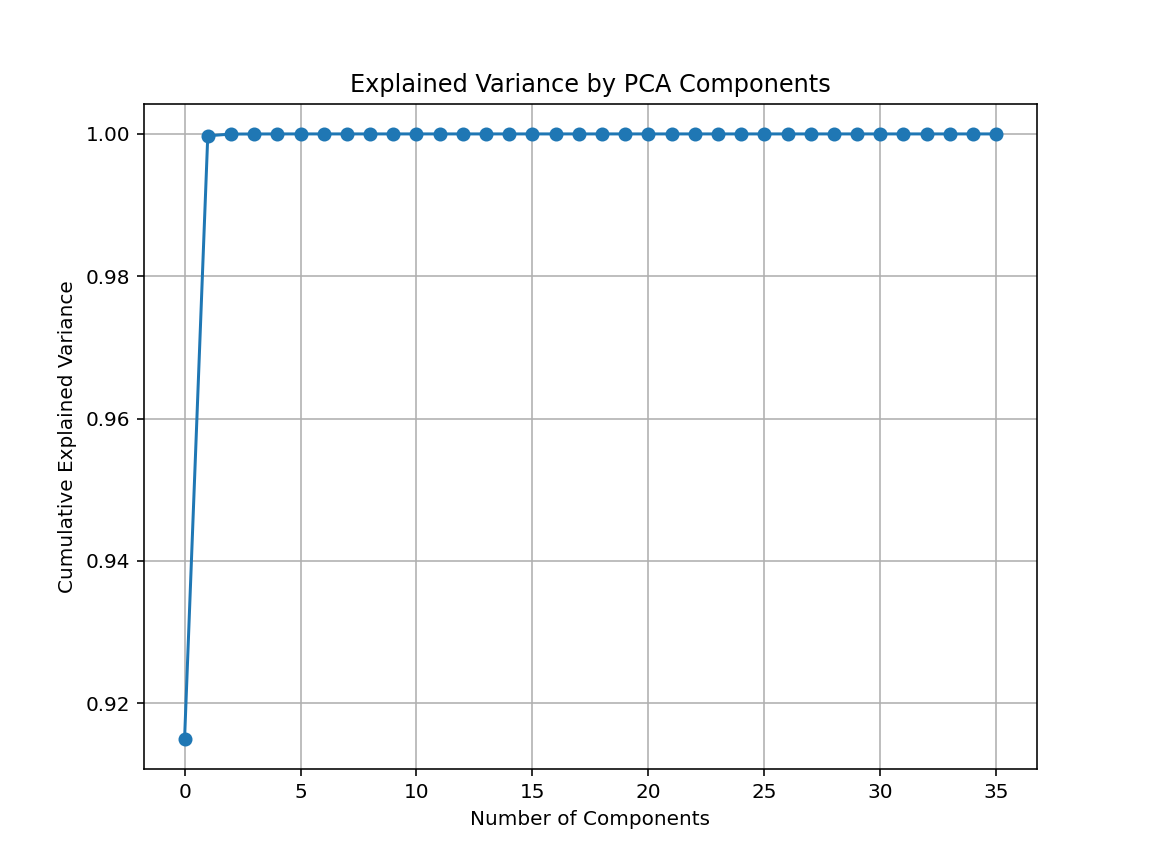 Explained Variance by PCA Components
1.00
0.98
0.96
0.94
0.92
Cumulative Explained Variance
0 5 10 15 20 25 30 35
Number of Components